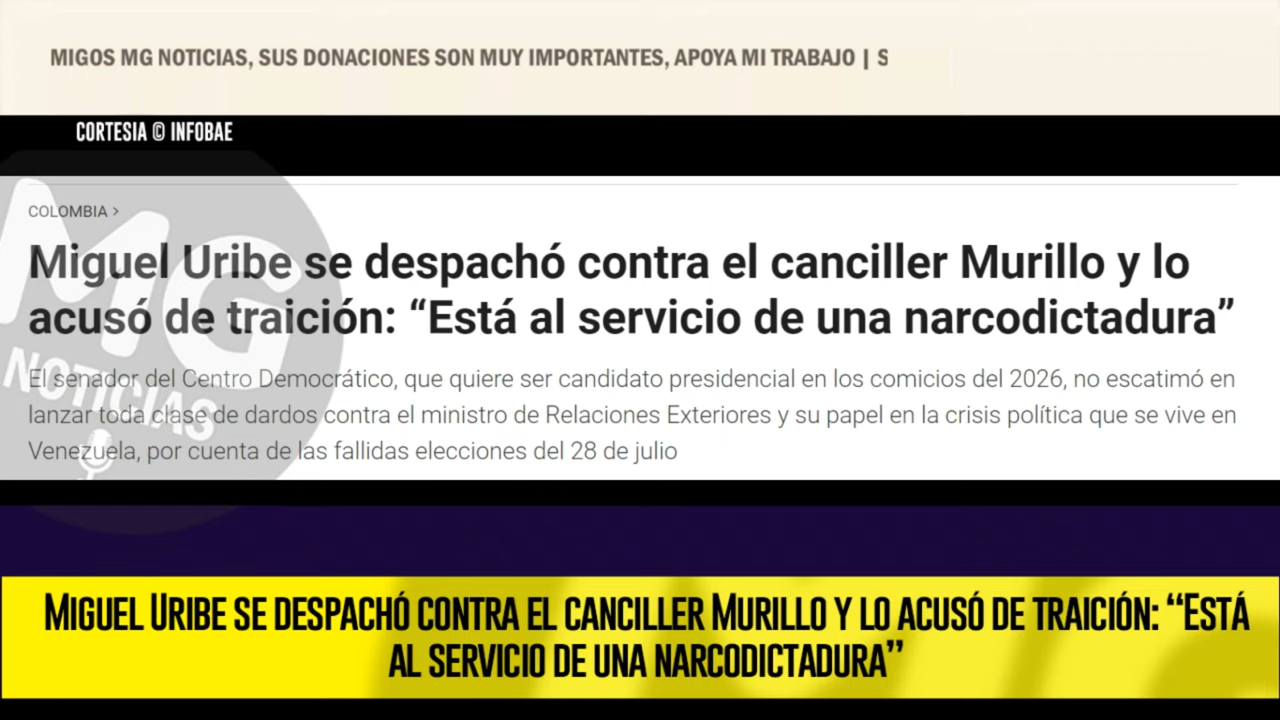 MIGOS MG NOTICIAS, SUS DONACIONES SON MUY IMPORTANTES, APOYA MI TRABAJO | S
CORTESIA © INFOBAE
COLOMBIA >
Miguel Uribe se despachó contra el canciller Murillo y lo
acusó de traición: “Está al servicio de una narcodictadura”
El senador del Centro Democrático, que quiere ser candidato presidencial en los comicios del 2026, no escatimó en
lanzar toda clase de dardos contra el ministro de Relaciones Exteriores y su papel en la crisis política que se vive en
Venezuela, por cuenta de las fallidas elecciones del 28 de julio
MG
NOTICIAS
MIGUEL URIBE SE DESPACHÓ CONTRA EL CANCILLER MURILLO Y LO ACUSÓ DE TRAICIÓN: “ESTÁ
AL SERVICIO DE UNA NARCODICTADURA”